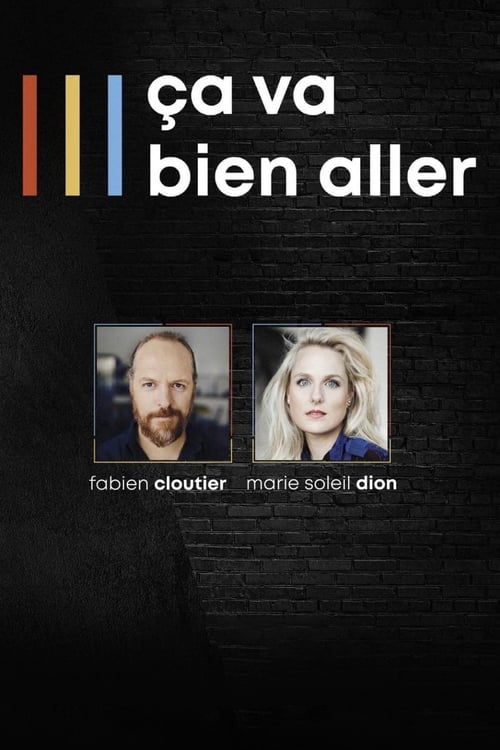 ça va
bien aller
fabien cloutier
marie soleil dion